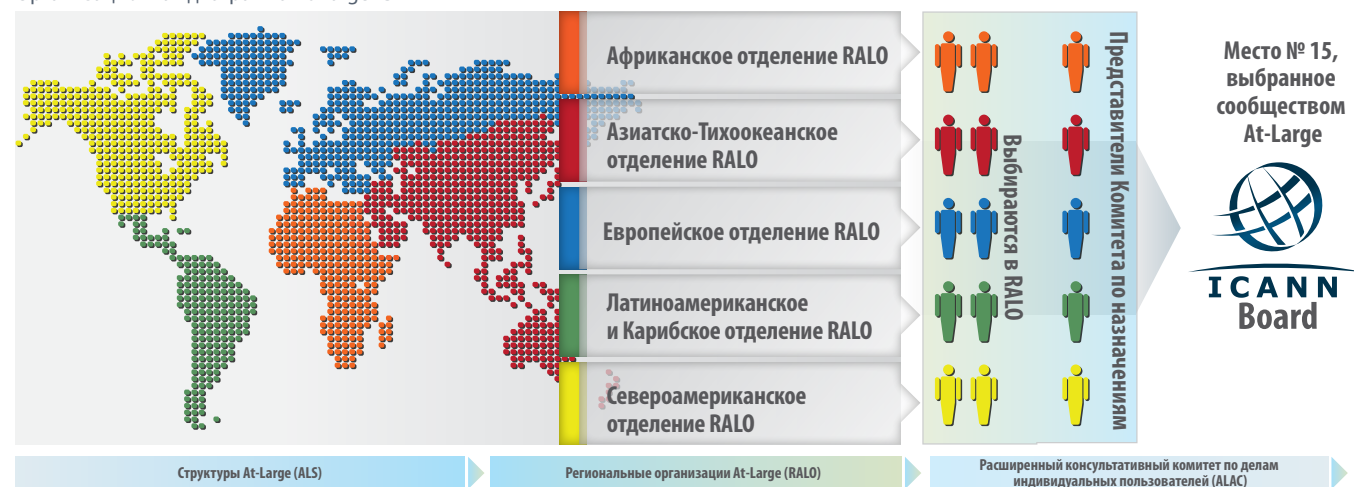 Африканское отделение RALO
Азиатско-Тихоокеанское
отделение RALO
Европейское отделение RALO
Латиноамериканское
и Карибское отделение RALO
Североамериканское
отделение RALO
Выбираются в RALO
Представители Комитета по назначениям
Место № 15,
выбранное
сообществом
At-Large
ICANN
Board
Структуры At-Large (ALS)
Региональные организации At-Large (RALO)
Расширенный консультативный комитет по делам
индивидуальных пользователей (ALAC)